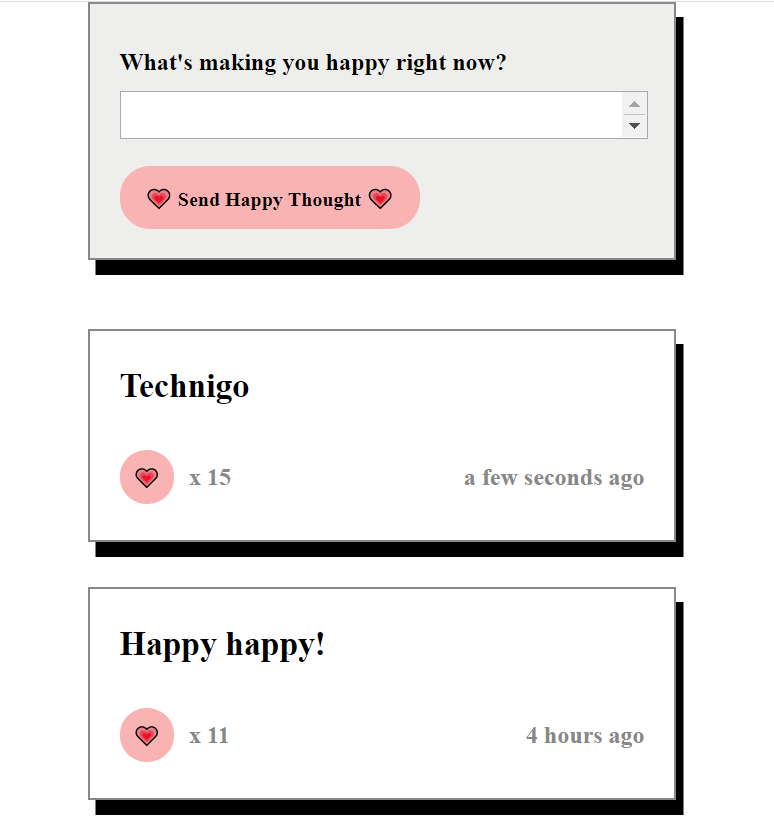 What's making you happy right now?
Send Happy Thought
Technigo
x 15
a few seconds ago
Happy happy!
x 11
4 hours ago